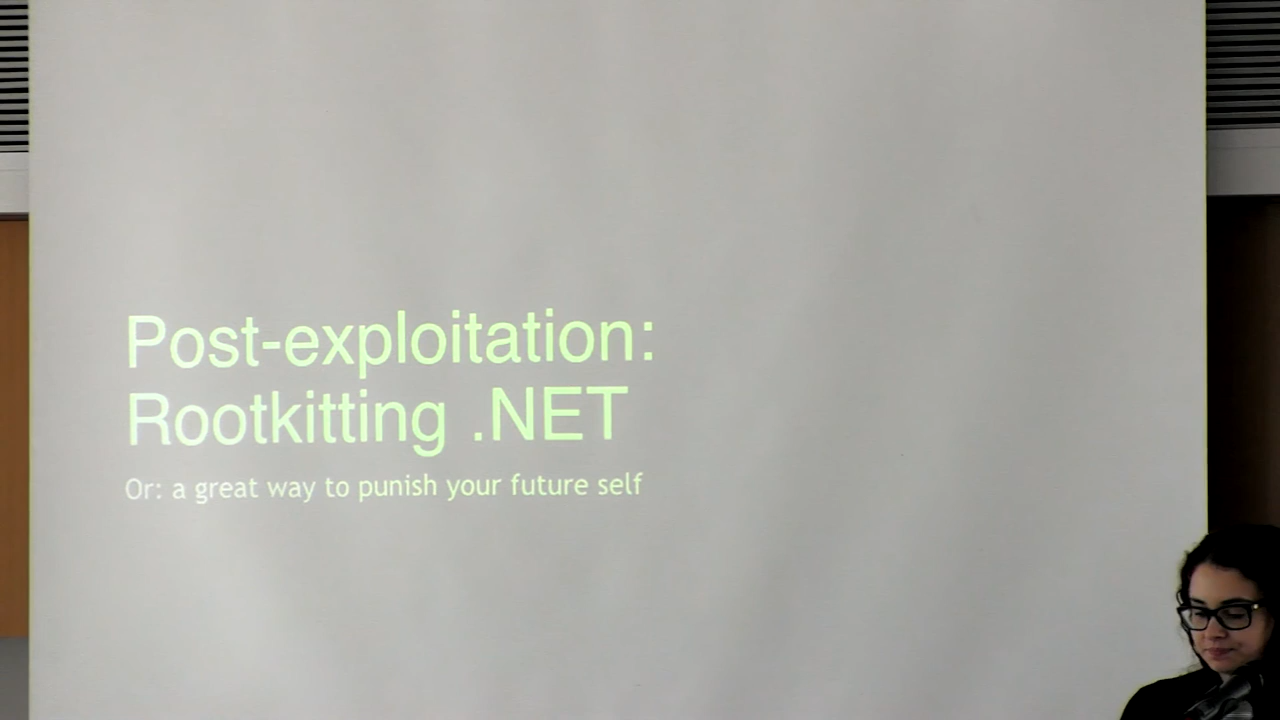 Post-exploitation:
Rootkitting .NET
Or: a great way to punish your future self